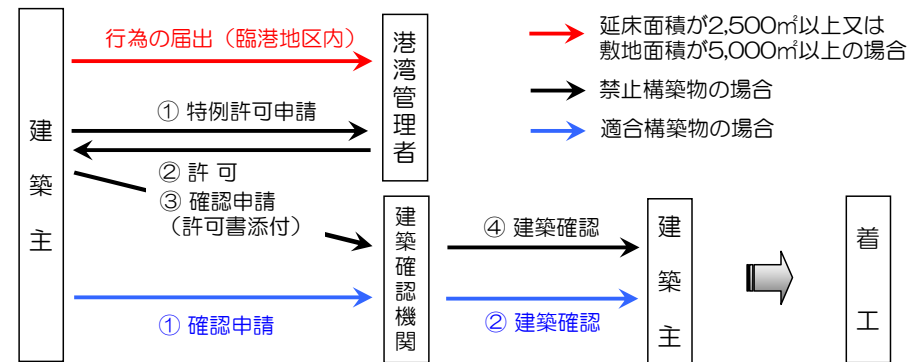 建築主
行為の届出（臨港地区内）
① 特例許可申請
② 許 可
③ 確認申請
（許可書添付）
① 確認申請
港湾管理者
建築確認機関
④ 建築確認
② 建築確認
建築主
着工
延床面積が2,500㎡以上又は
敷地面積が5,000㎡以上の場合
禁止構築物の場合
適合構築物の場合